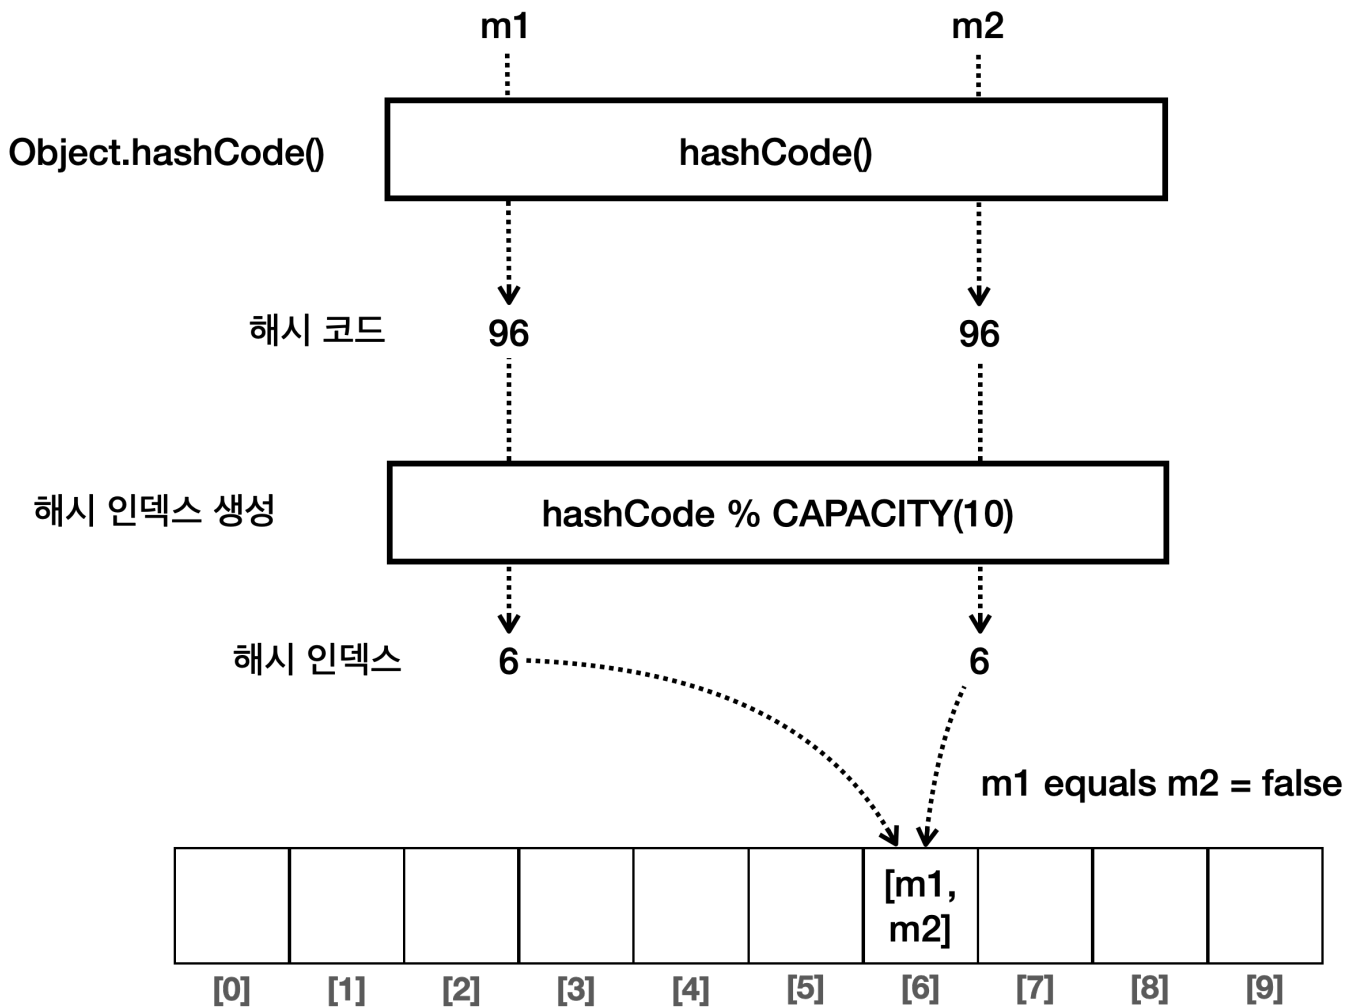 m1
m2
Object.hashCode()
hashCode()
해시 코드
96
96
해시 인덱스 생성
hashCode % CAPACITY(10)
해시 인덱스
6
6
m1 equals m2 = false
[m1,
m2]
[0]
[1]
[2]
[3]
[4]
[5]
[6]
[7]
[8]
[9]